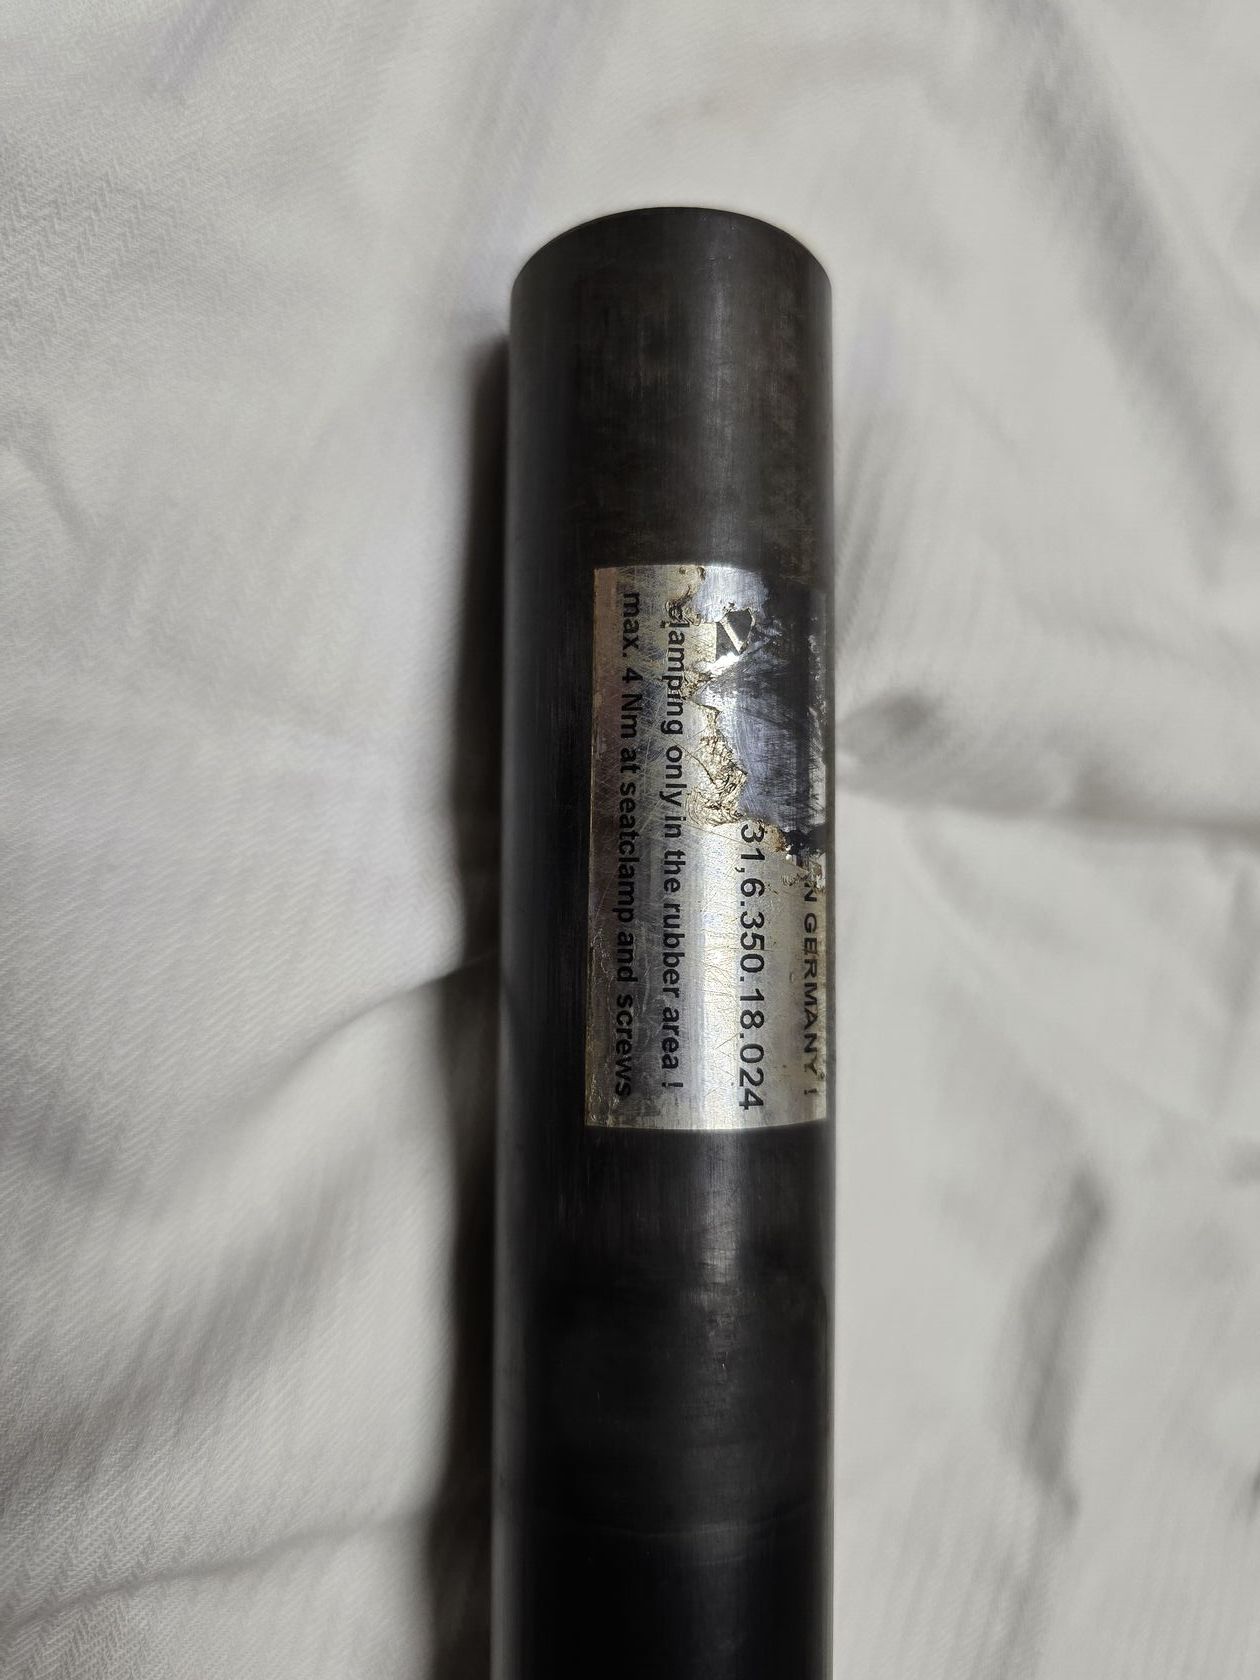 N GERMANY !
31,6.350.18.024
clamping only in the rubber area !
max. 4 Nm at seatclamp and screws